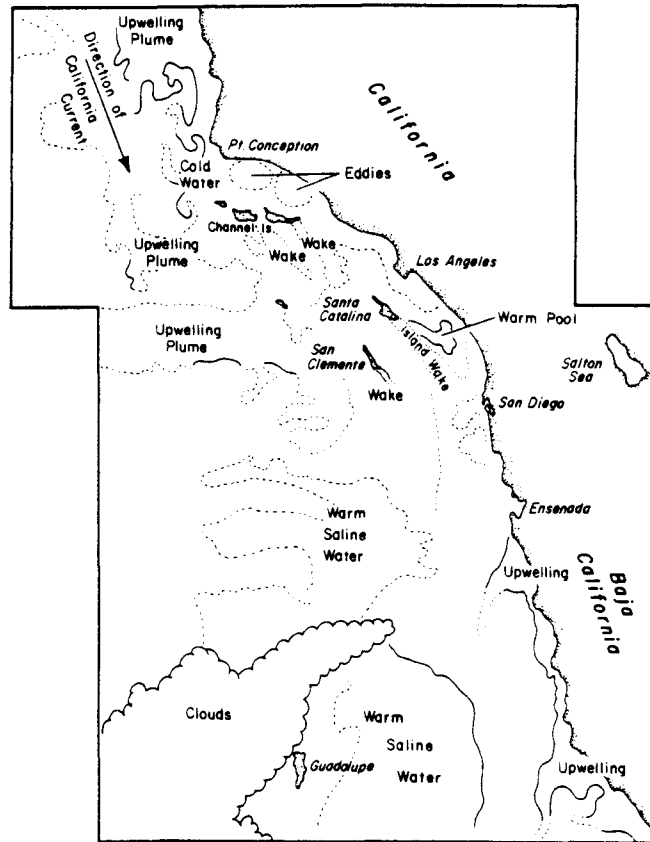 Upwelling
Plume
Direction of
California
Current
California
Pt. Conception
Cold
Water
Eddies
Channel Is.
Wake
Wake
Upwelling
Plume
Los Angeles
Santa
Catalina
Warm Pool
Island Wake
Upwelling
Plume
San
Clemente
Wake
Salton
Sea
San Diego
Warm
Saline
Water
Ensenada
Upwelling
Baja
California
Clouds
Warm
Saline
Water
Guadalupe
Upwelling